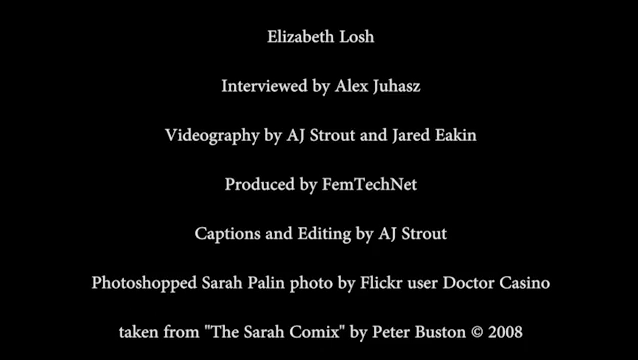 Elizabeth Losh
Interviewed by Alex Juhasz
Videography by AJ Strout and Jared Eakin
Produced by FemTechNet
Captions and Editing by AJ Strout
Photoshopped Sarah Palin photo by Flickr user Doctor Casino
taken from "The Sarah Comix" by Peter Buston © 2008